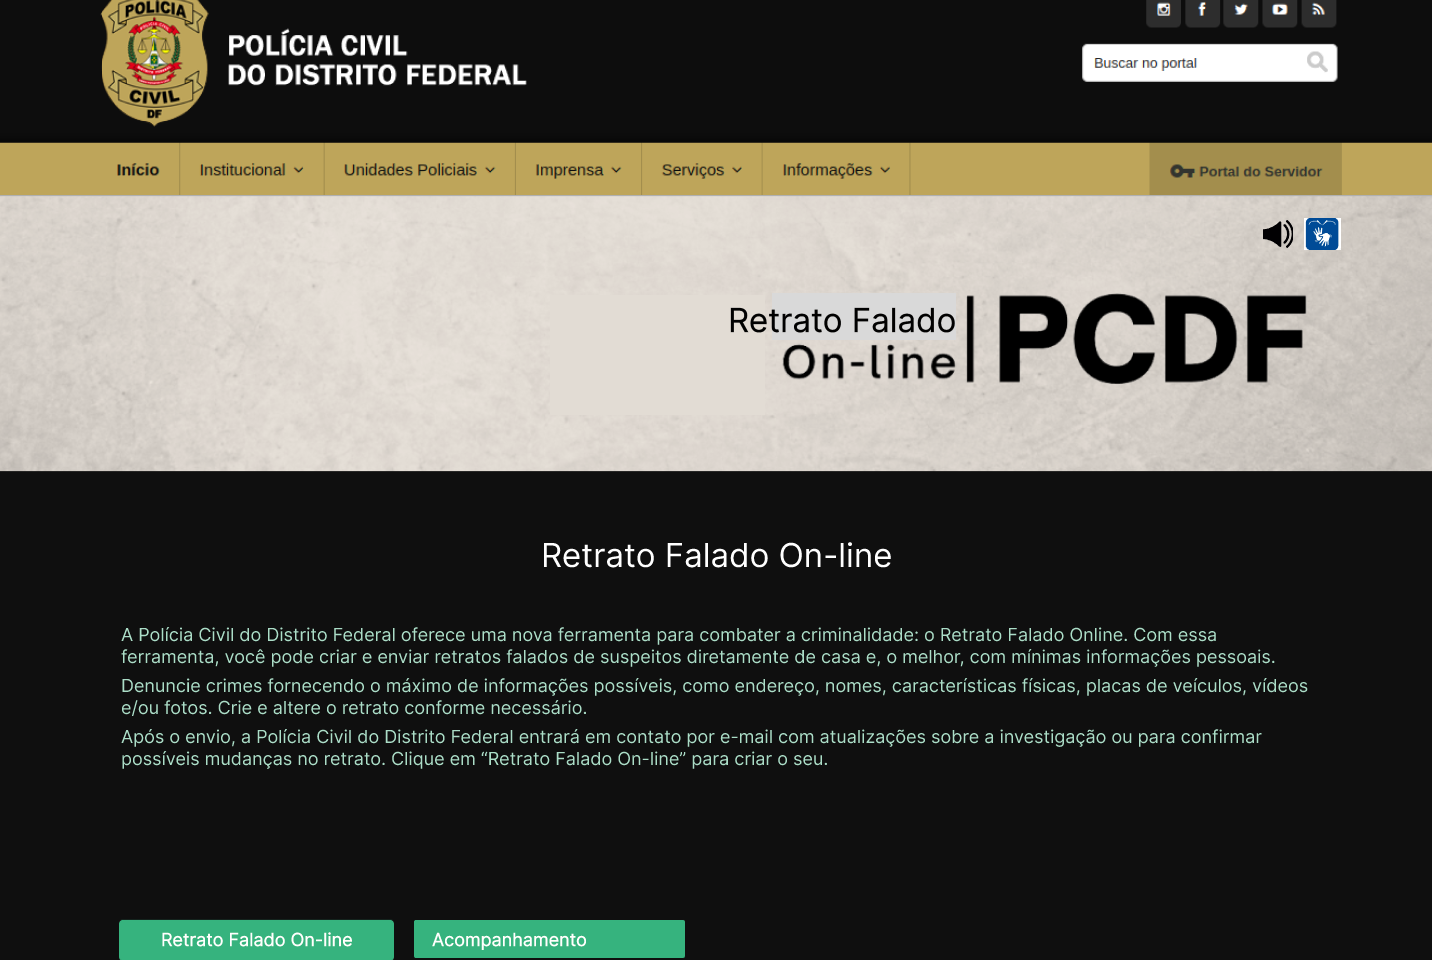 POLÍCIA
CIVIL
DF
POLÍCIA CIVIL
DO DISTRITO FEDERAL
Buscar no portal
Início
Institucional
Unidades Policiais
Imprensa
Serviços
Informações
Portal do Servidor
Retrato Falado
On-line
PCDF
Retrato Falado On-line
A Polícia Civil do Distrito Federal oferece uma nova ferramenta para combater a criminalidade: o Retrato Falado Online. Com essa
ferramenta, você pode criar e enviar retratos falados de suspeitos diretamente de casa e, o melhor, com mínimas informações pessoais.
Denuncie crimes fornecendo o máximo de informações possíveis, como endereço, nomes, características físicas, placas de veículos, vídeos
e/ou fotos. Crie e altere o retrato conforme necessário.
Após o envio, a Polícia Civil do Distrito Federal entrará em contato por e-mail com atualizações sobre a investigação ou para confirmar
possíveis mudanças no retrato. Clique em “Retrato Falado On-line” para criar o seu.
Retrato Falado On-line
Acompanhamento